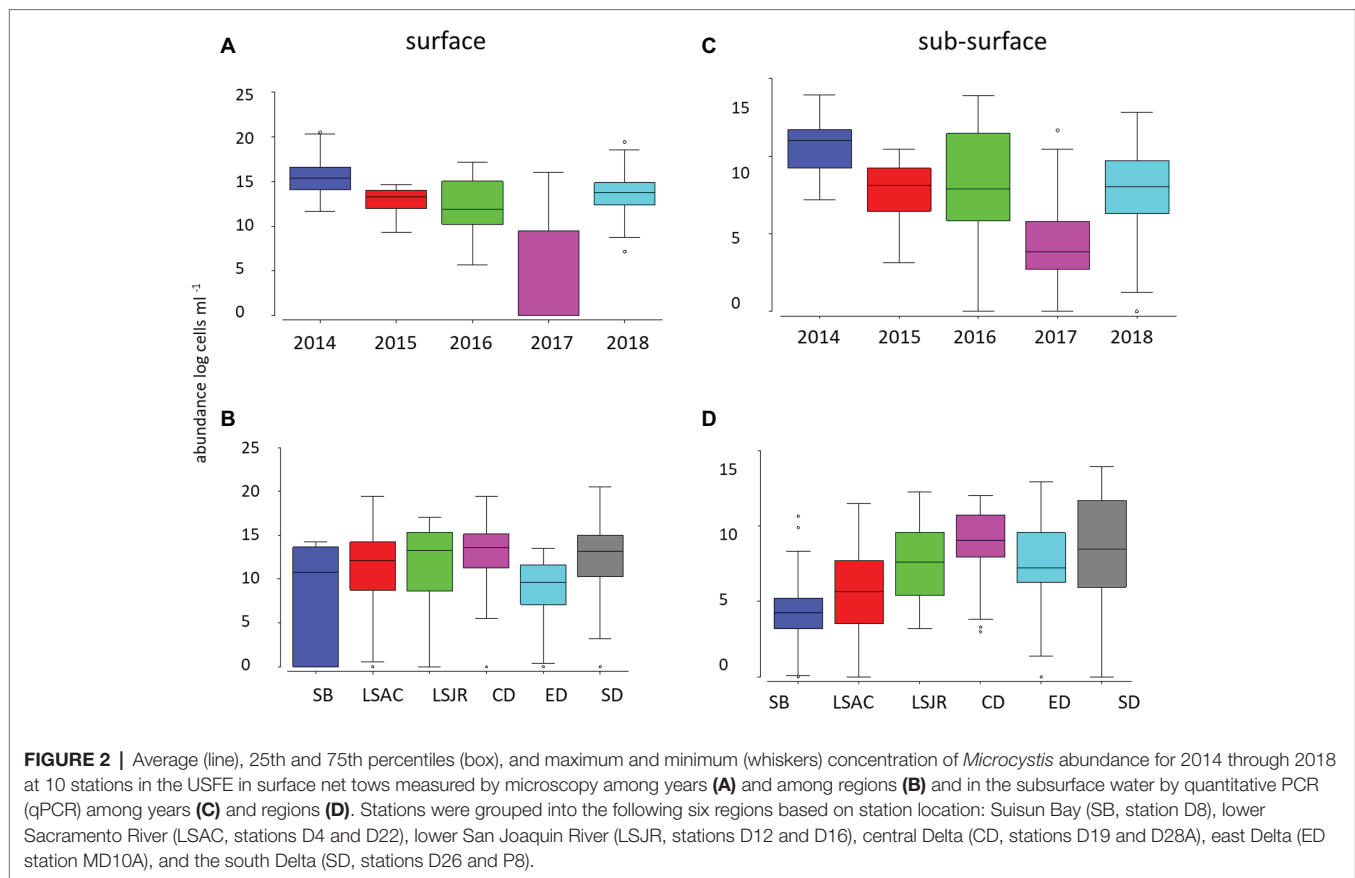 surface
sub-surface
A
25
20
15
10
5
0
2014 2015 2016 2017 2018
C
15
10
5
0
2014 2015 2016 2017 2018
abundance log cells ml -1
B
25
20
15
10
5
0
SB LSAC LSJR CD ED SD
D
15
10
5
0
SB LSAC LSJR CD ED SD
FIGURE 2 | Average (line), 25th and 75th percentiles (box), and maximum and minimum (whiskers) concentration of Microcystis abundance for 2014 through 2018
at 10 stations in the USFE in surface net tows measured by microscopy among years (A) and among regions (B) and in the subsurface water by quantitative PCR
(qPCR) among years (C) and regions (D). Stations were grouped into the following six regions based on station location: Suisun Bay (SB, station D8), lower
Sacramento River (LSAC, stations D4 and D22), lower San Joaquin River (LSJR, stations D12 and D16), central Delta (CD, stations D19 and D28A), east Delta (ED
station MD10A), and the south Delta (SD, stations D26 and P8).